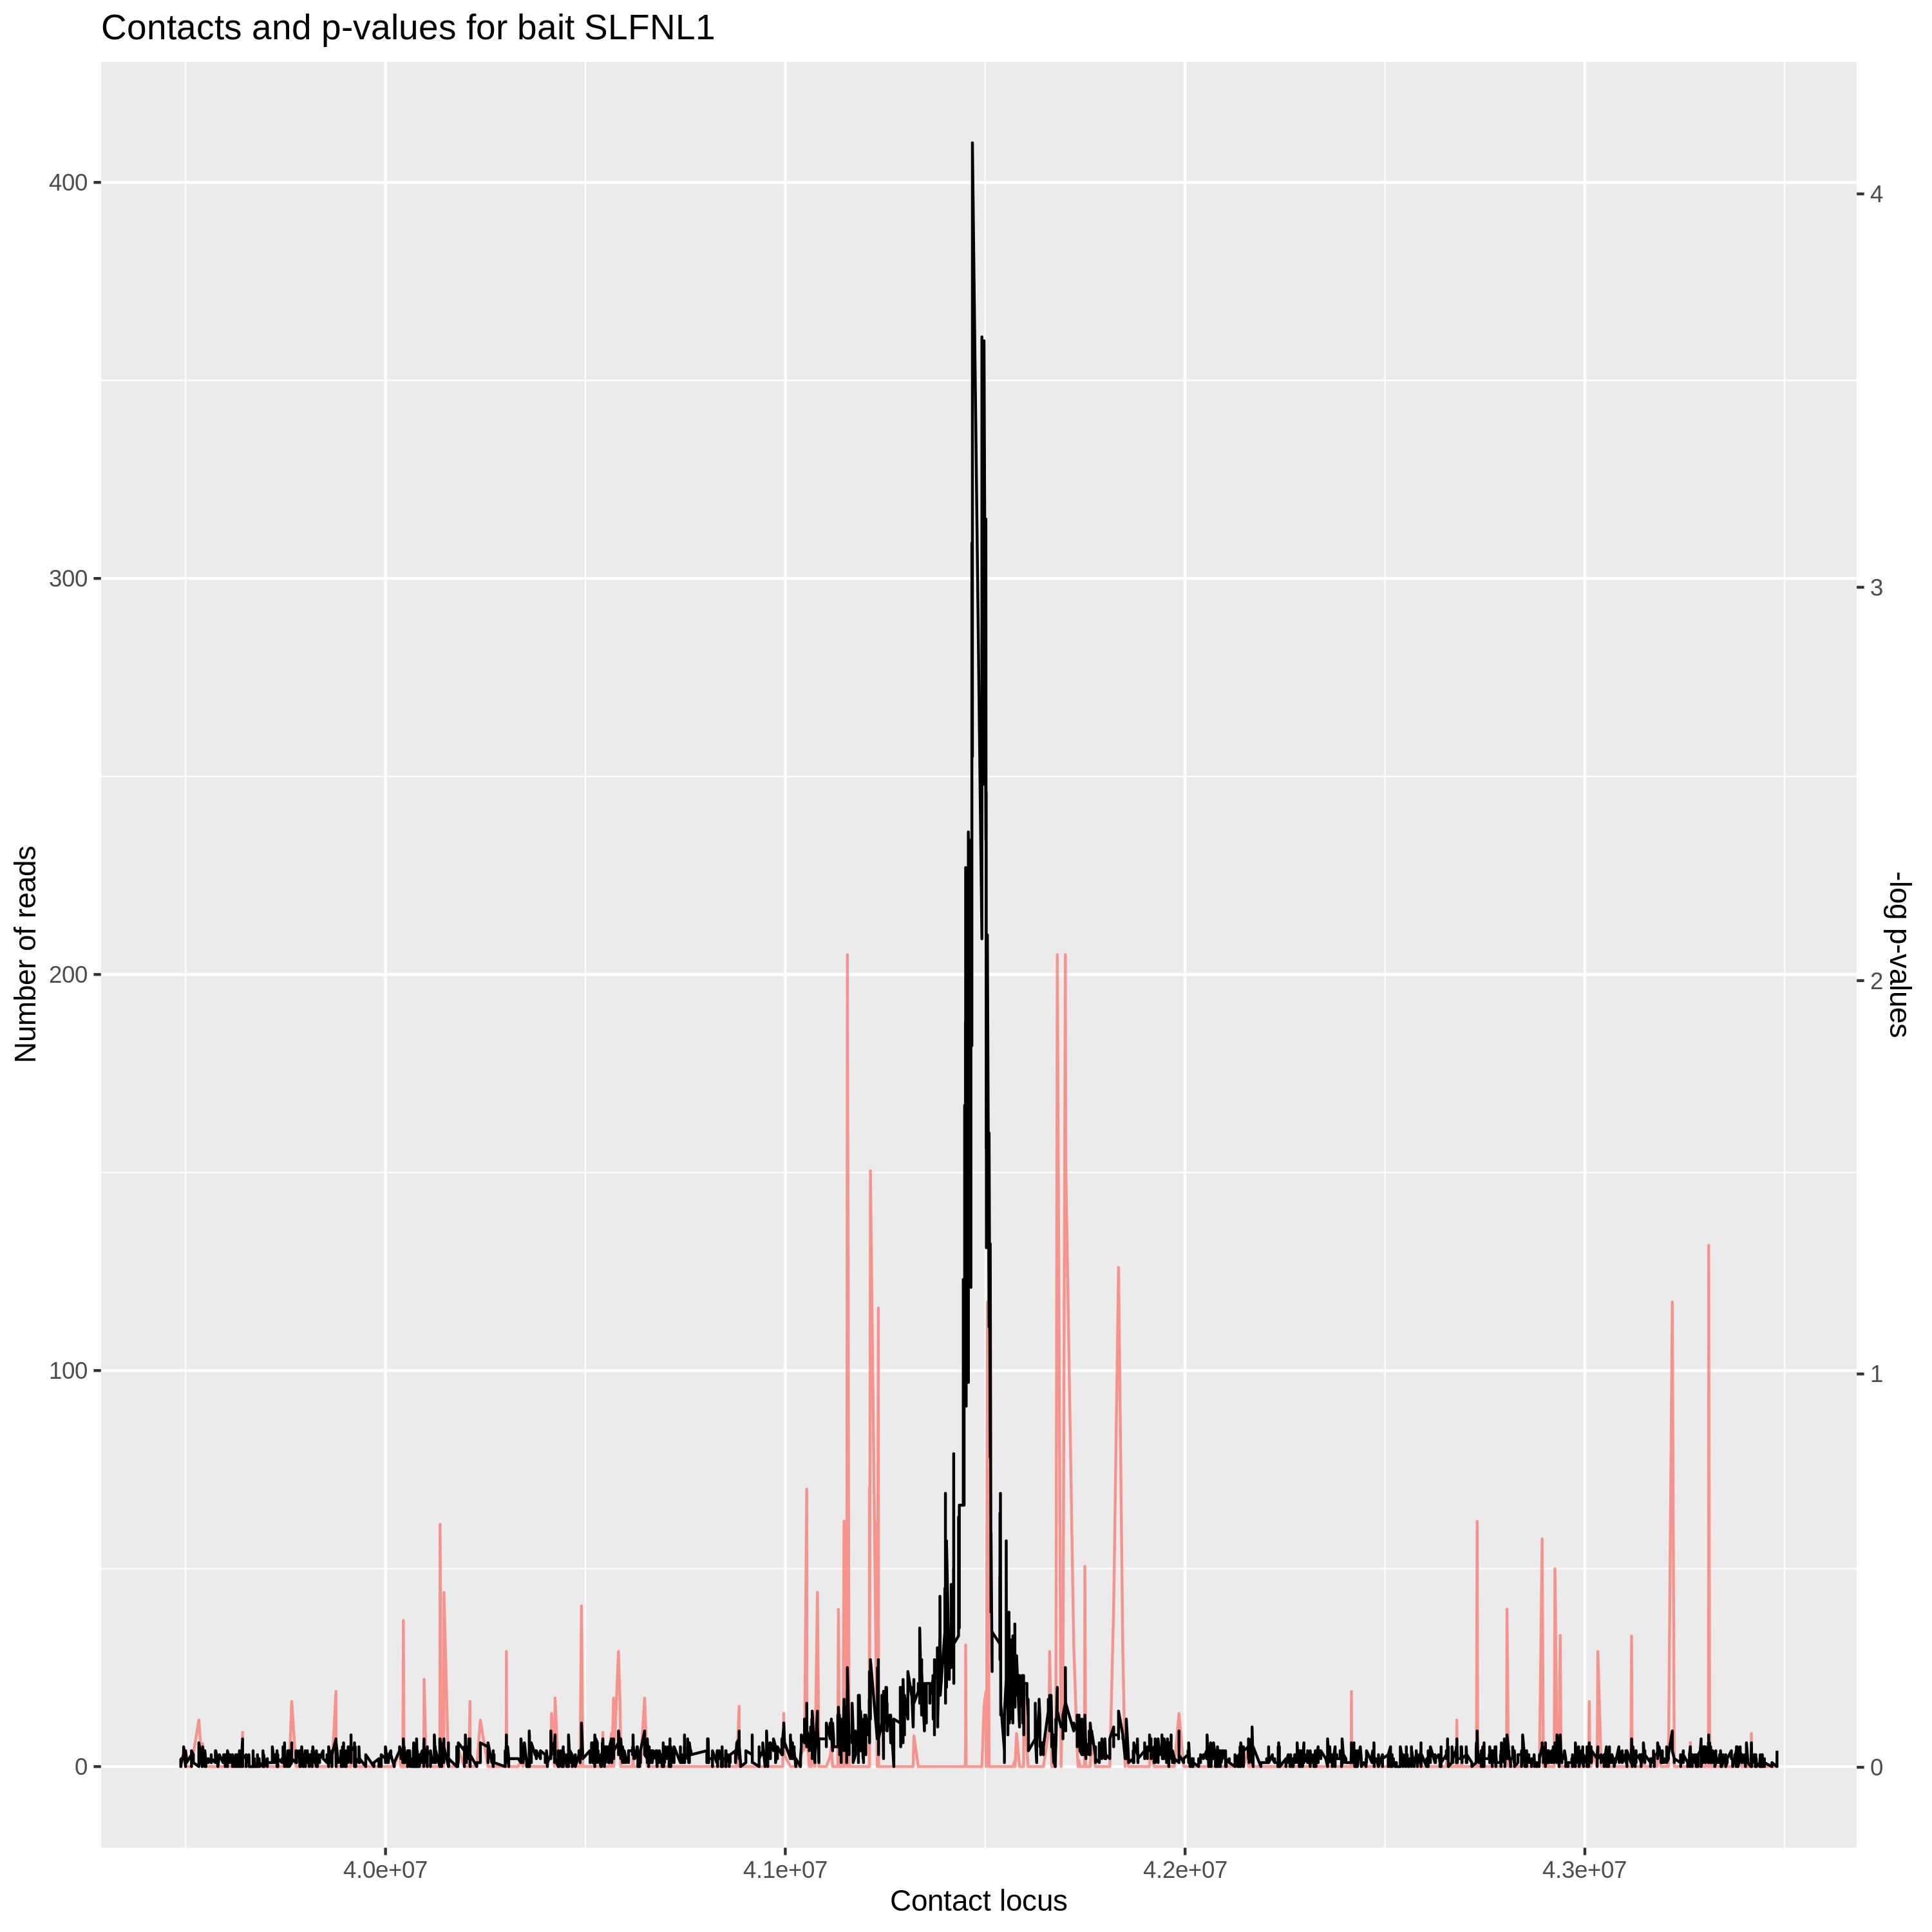 Contacts and p-values for bait SLFNL1
400
300
200
100
0
Number of reads
4
3
2
1
0
-log p-values
4.0e+07
4.1e+07
4.2e+07
4.3e+07
Contact locus